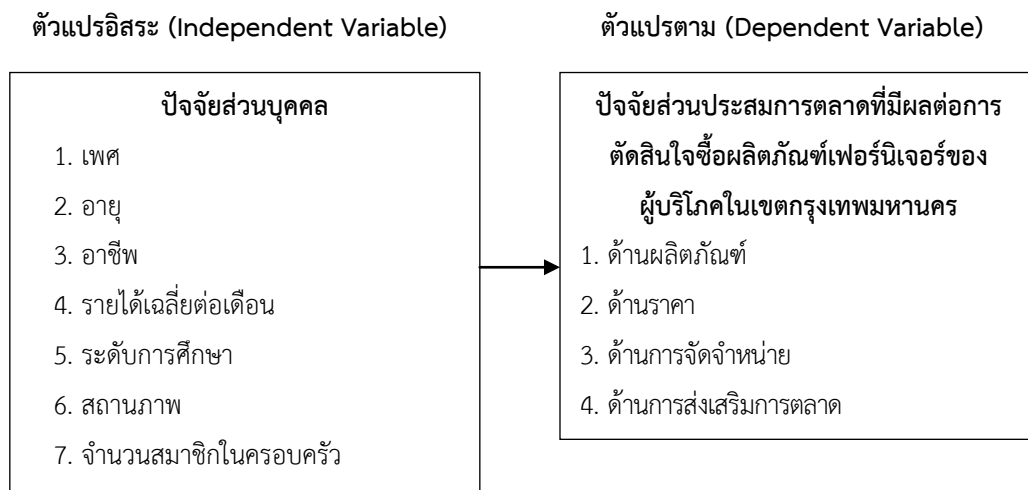 ตัวแปรอิสระ (Independent Variable)
ปัจจัยส่วนบุคคล
1. เพศ
2. อายุ
3. อาชีพ
4. รายได้เฉลี่ยต่อเดือน
5. ระดับการศึกษา
6. สถานภาพ
7. จำนวนสมาชิกในครอบครัว
ตัวแปรตาม (Dependent Variable)
ปัจจัยส่วนประสมการตลาดที่มีผลต่อการ
ตัดสินใจซื้อผลิตภัณฑ์เฟอร์นิเจอร์ของ
ผู้บริโภคในเขตกรุงเทพมหานคร
1. ด้านผลิตภัณฑ์
2. ด้านราคา
3. ด้านการจัดจำหน่าย
4. ด้านการส่งเสริมการตลาด